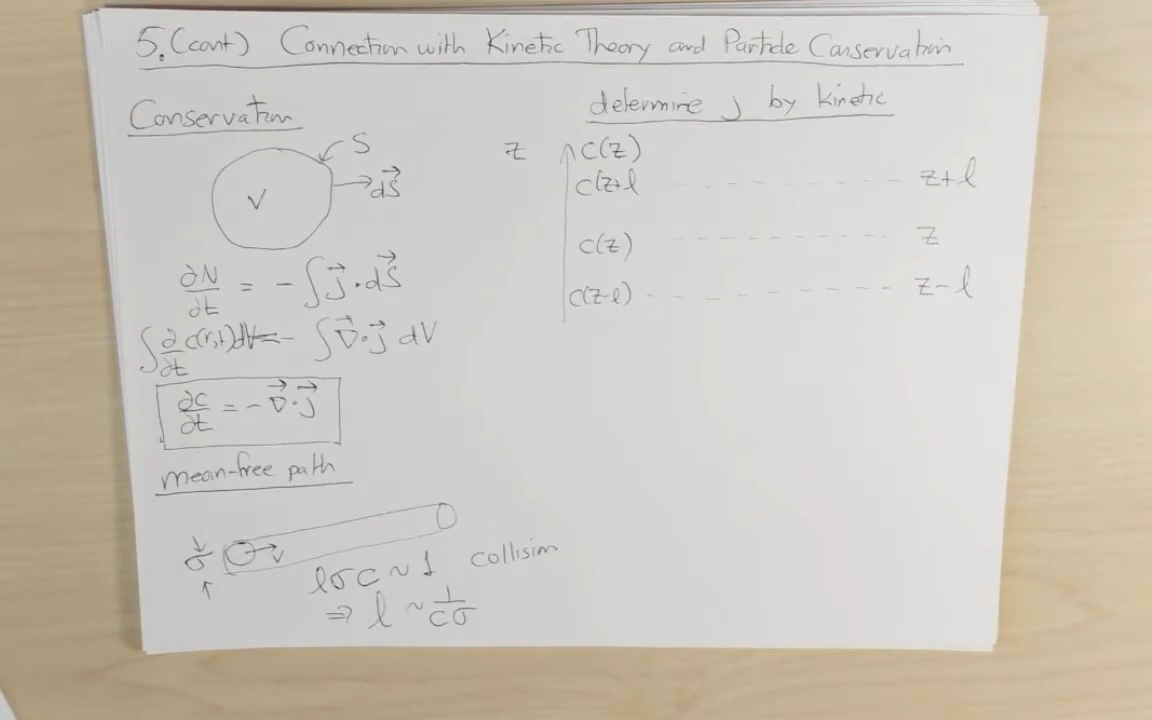 5. (cont) Connection with Kinetic Theory and Particle Conservation
Conservation
S
V
dS⃗
∂N/∂t = - ∫ j⃗ · dS⃗
∫ ∂/∂t c(r,t) dV = - ∫ ∇⃗ · j⃗ dV
∂c/∂t = - ∇⃗ · j⃗
mean-free path
σ
v
lσc ~ 1 collision
⇒ l ~ 1/cσ
determine j by kinetic
z c(z)
c(z+l z+l
c(z) z
c(z-l) z-l